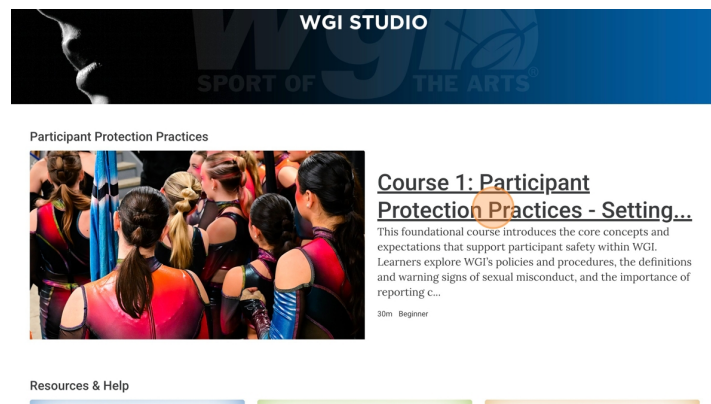 WGI STUDIO
wgi
SPORT OF THE ARTS®
Participant Protection Practices
Course 1: Participant
Protection Practices - Setting...
This foundational course introduces the core concepts and
expectations that support participant safety within WGI.
Learners explore WGI's policies and procedures, the definitions
and warning signs of sexual misconduct, and the importance of
reporting c...
30m Beginner
Resources & Help